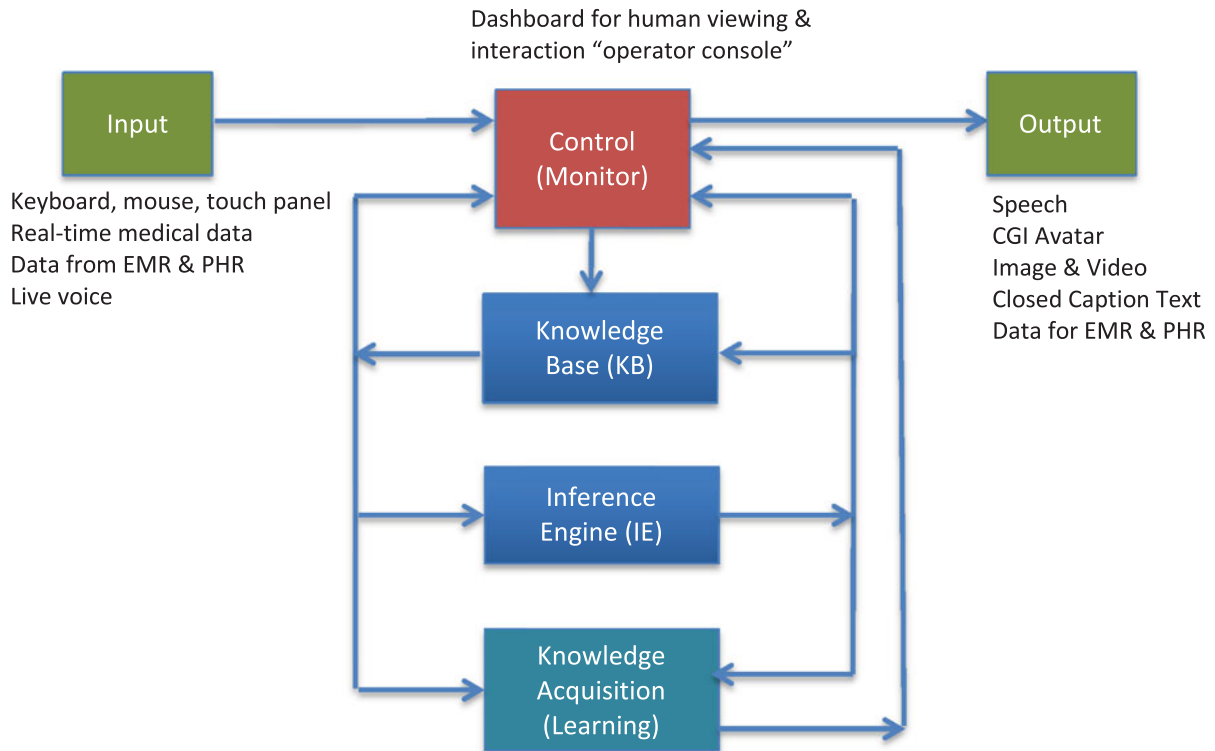 Dashboard for human viewing &
interaction “operator console”
Input
Control
(Monitor)
Output
Keyboard, mouse, touch panel
Real-time medical data
Data from EMR & PHR
Live voice
Speech
CGI Avatar
Image & Video
Closed Caption Text
Data for EMR & PHR
Knowledge
Base (KB)
Inference
Engine (IE)
Knowledge
Acquisition
(Learning)